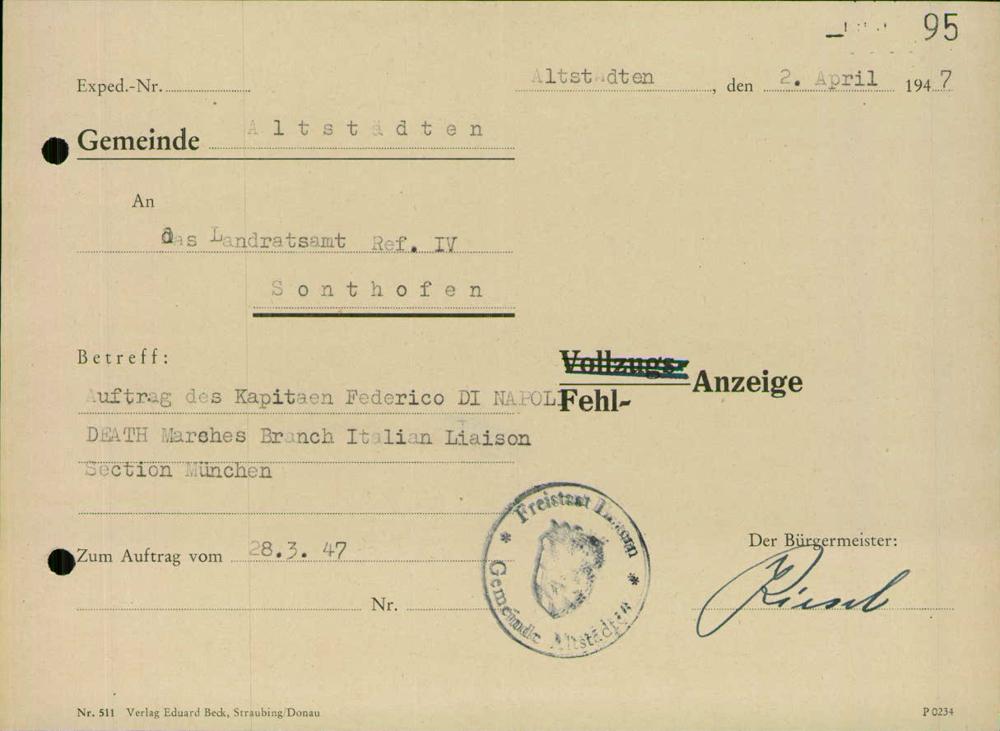 95
Exped.-Nr.
Altstädten, den 2. April 1947
Gemeinde Altstädten
An
das Landratsamt Ref. IV
Sonthofen
Betreff:
Vollzugs-
Fehl-
Anzeige
Auftrag des Kapitaen Federico DI NAPOLI
DEATH Marches Branch Italian Liaison
Section München
Freistaat Bayern
Gemeinde Altstädten
Zum Auftrag vom 28.3. 47
Der Bürgermeister:
Nr.
Nr. 511 Verlag Eduard Beck, Straubing/Donau
P 0234